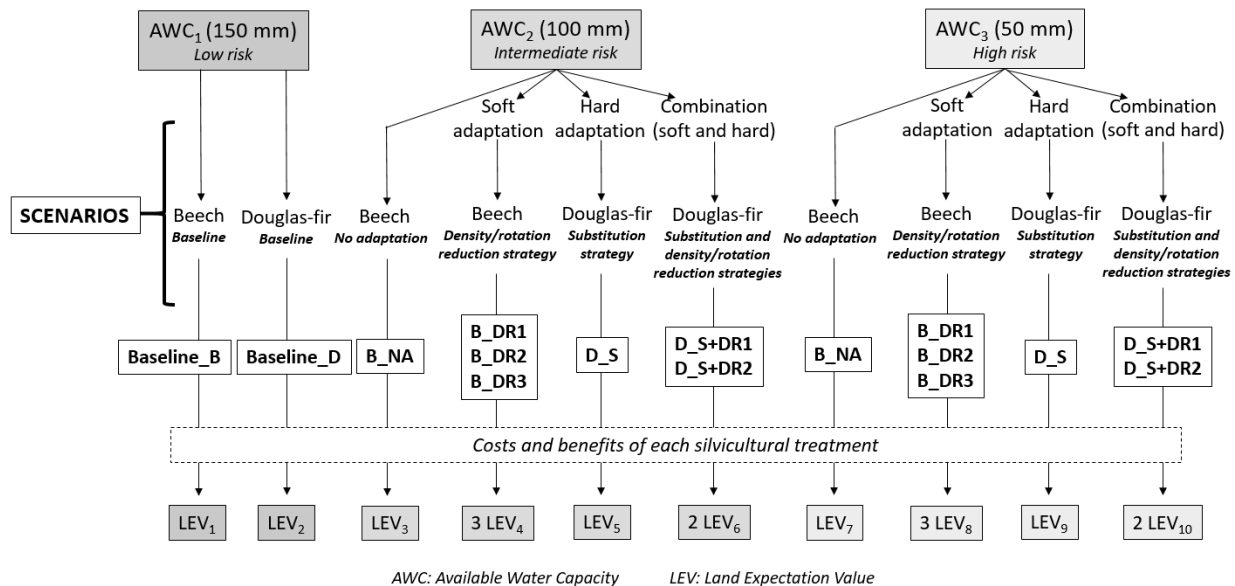 AWC₁ (150 mm)
Low risk
AWC₂ (100 mm)
Intermediate risk
AWC₃ (50 mm)
High risk
Soft
adaptation
Hard
adaptation
Combination
(soft and hard)
Soft
adaptation
Hard
adaptation
Combination
(soft and hard)
SCENARIOS
Beech
Baseline
Douglas-fir
Baseline
Beech
No adaptation
Beech
Density/rotation
reduction strategy
Douglas-fir
Substitution
strategy
Douglas-fir
Substitution and
density/rotation
reduction strategies
Beech
No adaptation
Beech
Density/rotation
reduction strategy
Douglas-fir
Substitution
strategy
Douglas-fir
Substitution and
density/rotation
reduction strategies
Baseline_B
Baseline_D
B_NA
B_DR1
B_DR2
B_DR3
D_S
D_S+DR1
D_S+DR2
B_NA
B_DR1
B_DR2
B_DR3
D_S
D_S+DR1
D_S+DR2
Costs and benefits of each silvicultural treatment
LEV₁
LEV₂
LEV₃
3 LEV₄
LEV₅
2 LEV₆
LEV₇
3 LEV₈
LEV₉
2 LEV₁₀
AWC: Available Water Capacity
LEV: Land Expectation Value